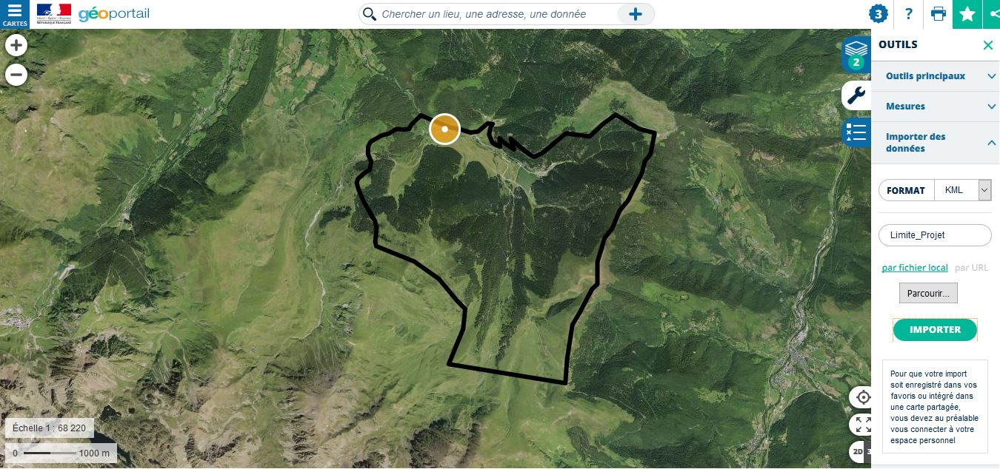 CARTES
RÉPUBLIQUE FRANÇAISE
géoportail
Chercher un lieu, une adresse, une donnée
3
?
OUTILS
2
Outils principaux
Mesures
Importer des
données
FORMAT
KML
Limite_Projet
par fichier local
par URL
Parcourir...
IMPORTER
Pour que votre import
soit enregistré dans vos
favoris ou intégré dans
une carte partagée,
vous devez au préalable
vous connecter à votre
espace personnel
2D
3
Échelle 1 : 68 220
0
1000 m